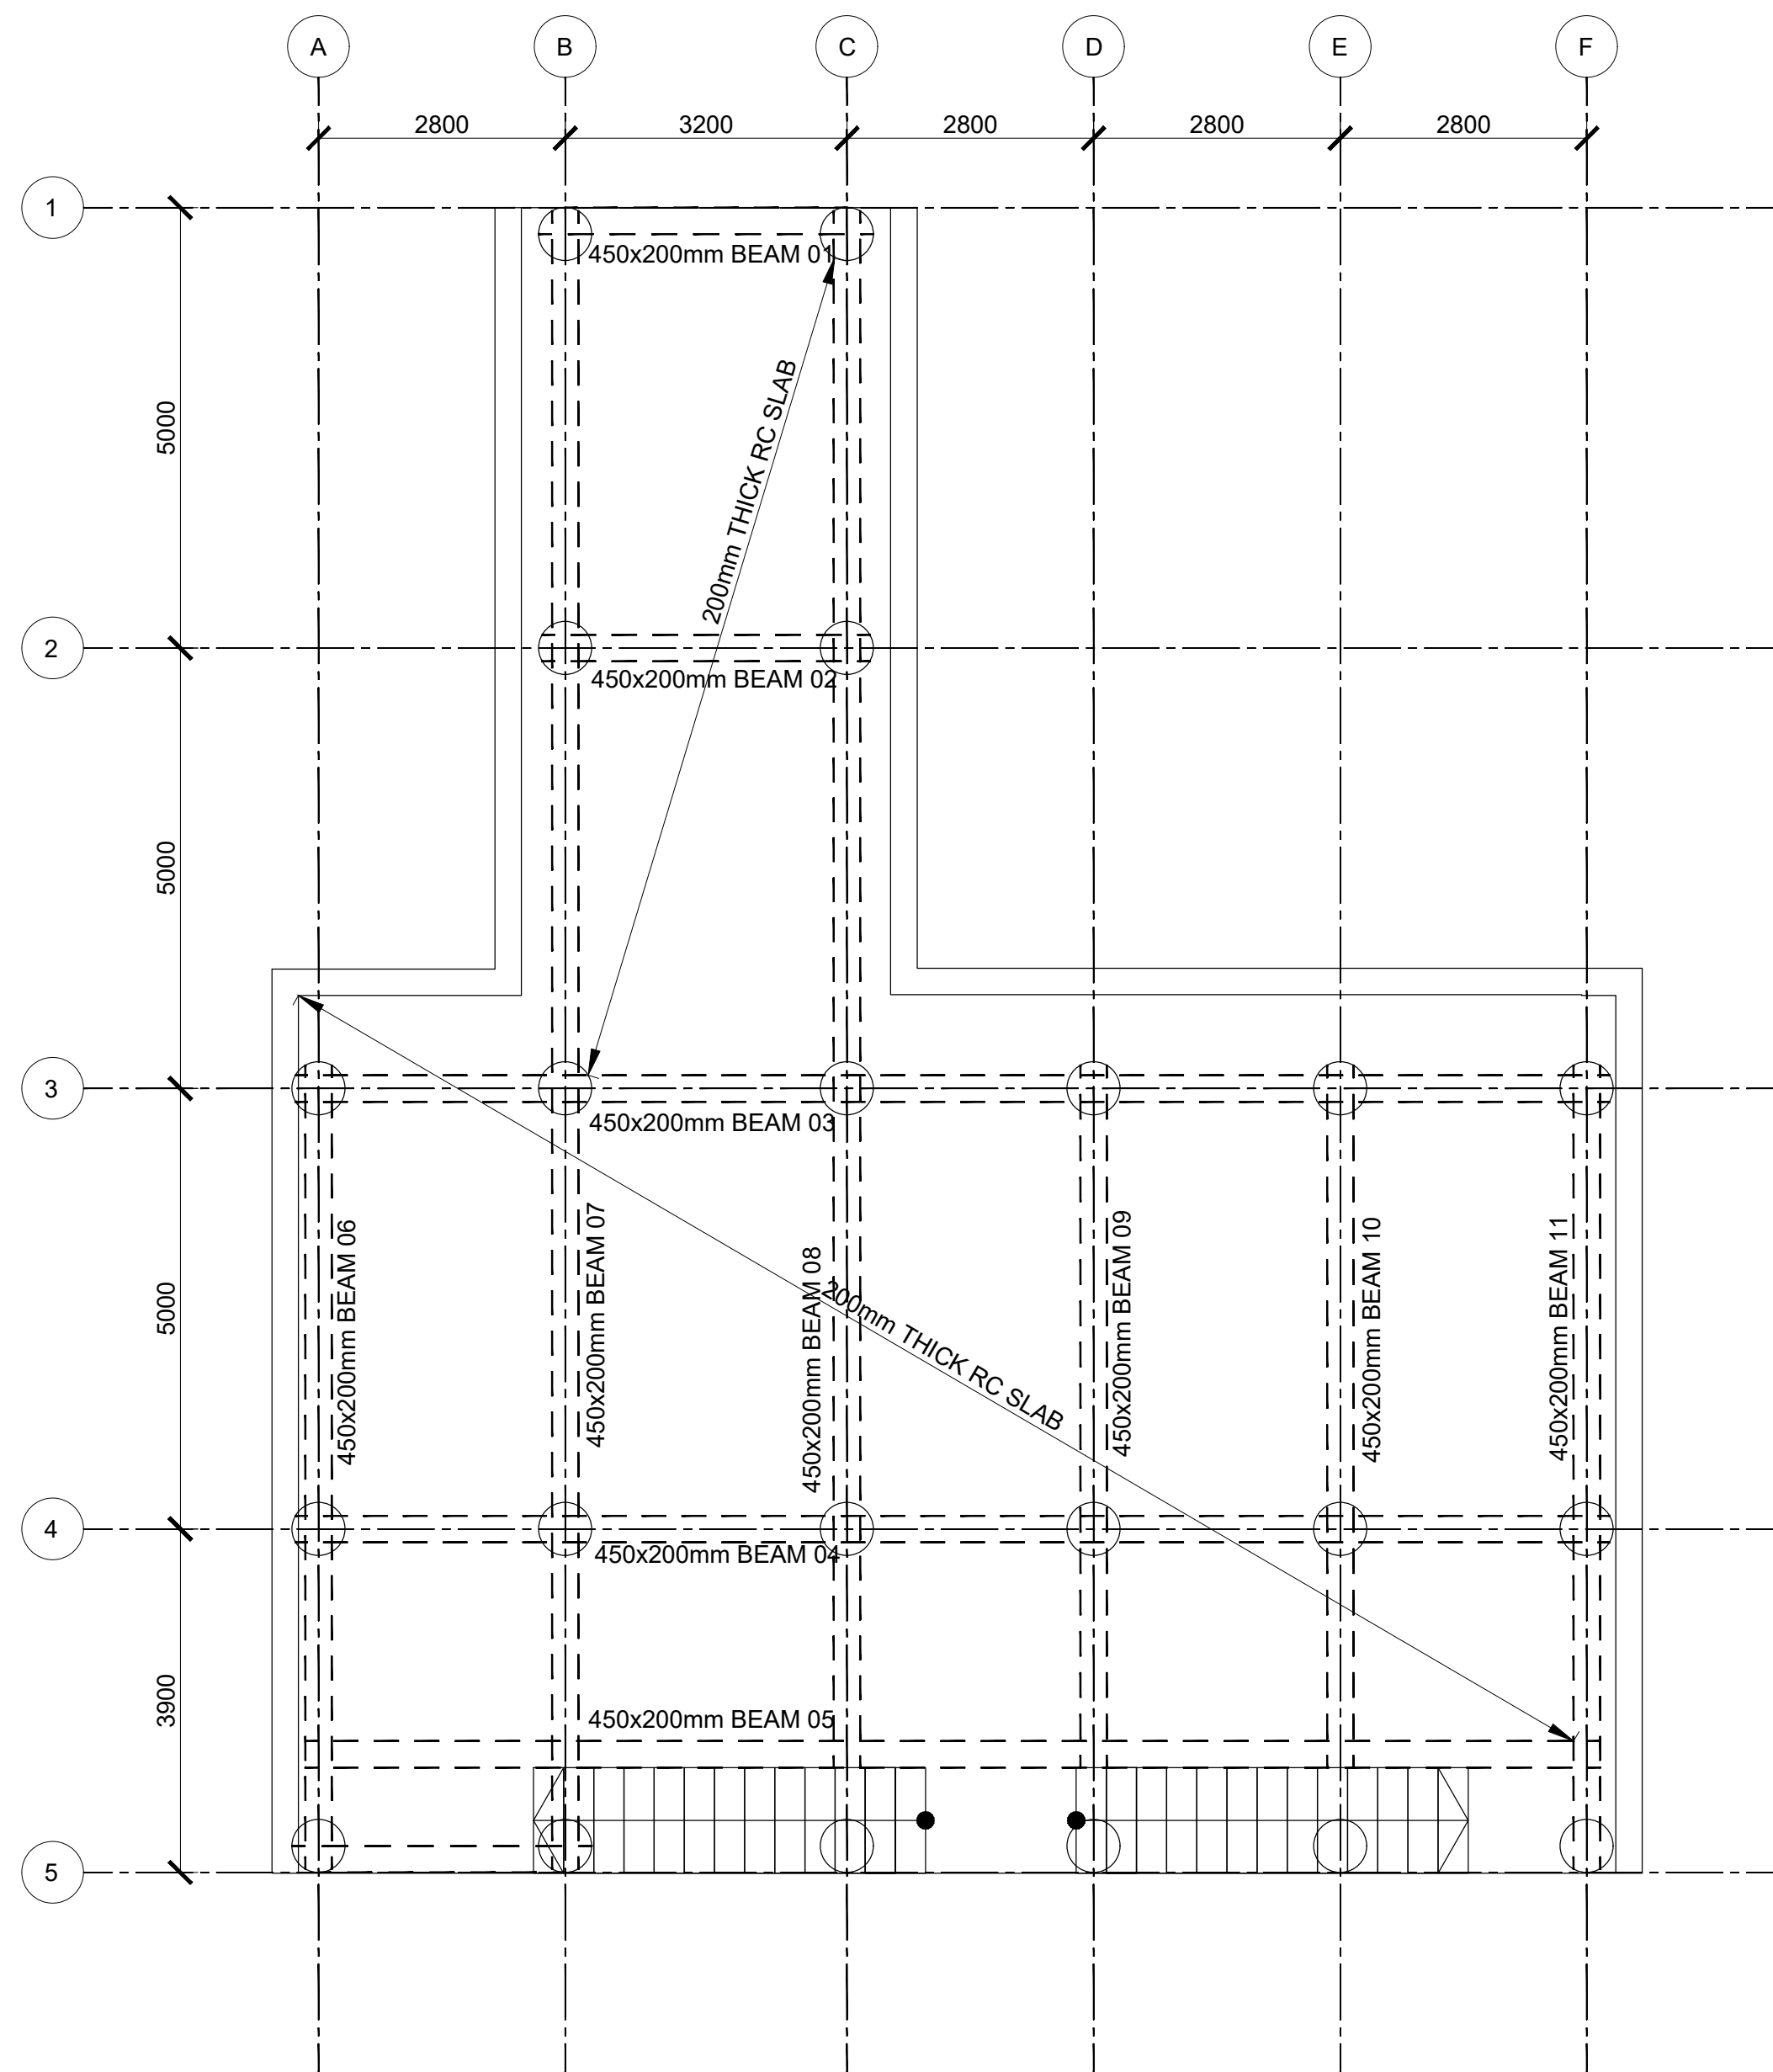 A
B
C
D
E
F
2800
3200
2800
2800
2800
1
450x200mm BEAM 01
5000
200mm THICK RC SLAB
2
450x200mm BEAM 02
5000
3
450x200mm BEAM 03
5000
450x200mm BEAM 06
450x200mm BEAM 07
450x200mm BEAM 08
450x200mm BEAM 09
450x200mm BEAM 10
450x200mm BEAM 11
200mm THICK RC SLAB
4
450x200mm BEAM 04
3900
450x200mm BEAM 05
5